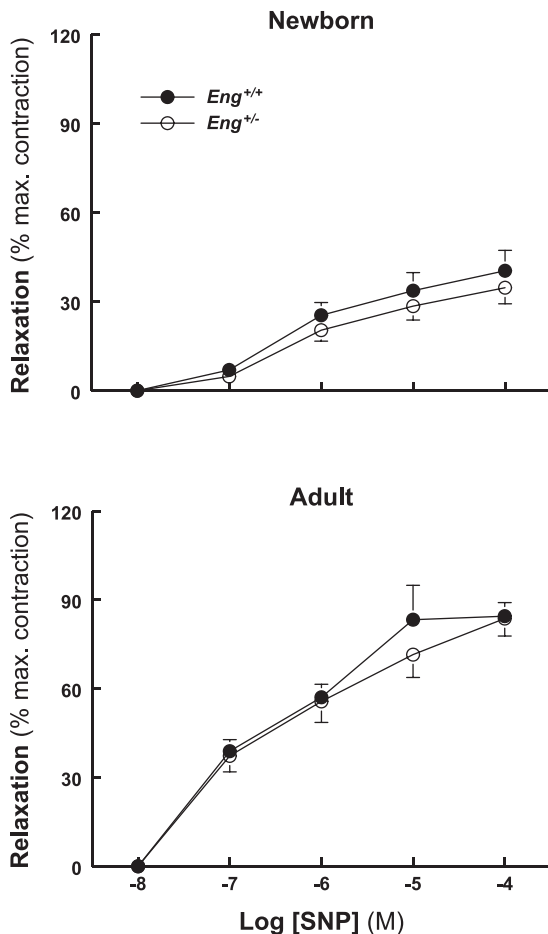 Newborn
120
90
60
30
0
Relaxation (% max. contraction)
Eng+/+
Eng+/-
Adult
120
90
60
30
0
Relaxation (% max. contraction)
-8 -7 -6 -5 -4
Log [SNP] (M)